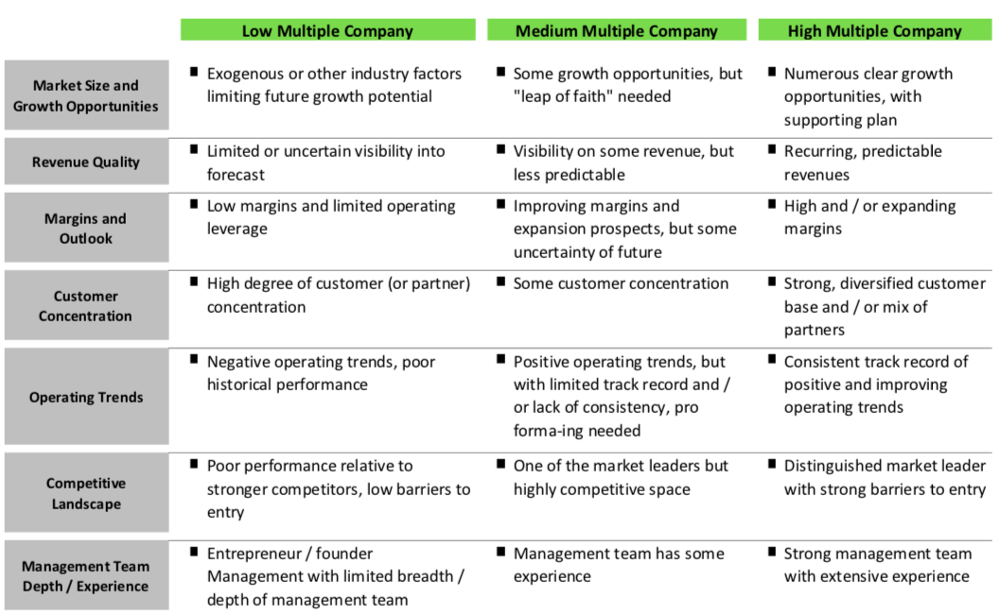 Low Multiple Company
Medium Multiple Company
High Multiple Company
Market Size and
Growth Opportunities
■ Exogenous or other industry factors
limiting future growth potential
■ Some growth opportunities, but
"leap of faith" needed
■ Numerous clear growth
opportunities, with
supporting plan
Revenue Quality
■ Limited or uncertain visibility into
forecast
■ Visibility on some revenue, but
less predictable
■ Recurring, predictable
revenues
Margins and
Outlook
■ Low margins and limited operating
leverage
■ Improving margins and
expansion prospects, but some
uncertainty of future
■ High and / or expanding
margins
Customer
Concentration
■ High degree of customer (or partner)
concentration
■ Some customer concentration
■ Strong, diversified customer
base and / or mix of
partners
Operating Trends
■ Negative operating trends, poor
historical performance
■ Positive operating trends, but
with limited track record and /
or lack of consistency, pro
forma-ing needed
■ Consistent track record of
positive and improving
operating trends
Competitive
Landscape
■ Poor performance relative to
stronger competitors, low barriers to
entry
■ One of the market leaders but
highly competitive space
■ Distinguished market leader
with strong barriers to entry
Management Team
Depth / Experience
■ Entrepreneur / founder
Management with limited breadth /
depth of management team
■ Management team has some
experience
■ Strong management team
with extensive experience